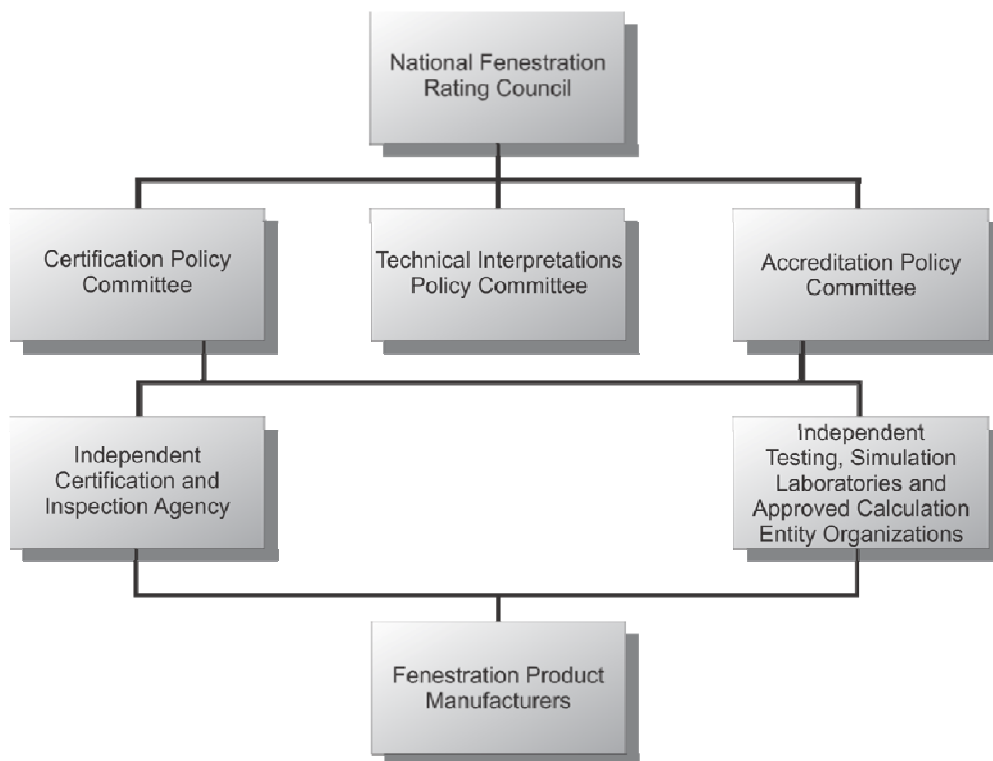 National Fenestration
Rating Council
Certification Policy
Committee
Technical Interpretations
Policy Committee
Accreditation Policy
Committee
Independent
Certification and
Inspection Agency
Independent
Testing, Simulation
Laboratories and
Approved Calculation
Entity Organizations
Fenestration Product
Manufacturers